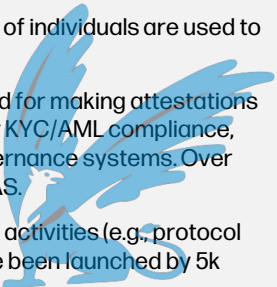 of individuals are used to
d for making attestations
KYC/AML compliance,
ernance systems. Over
AS.
activities (e.g., protocol
e been launched by 5k